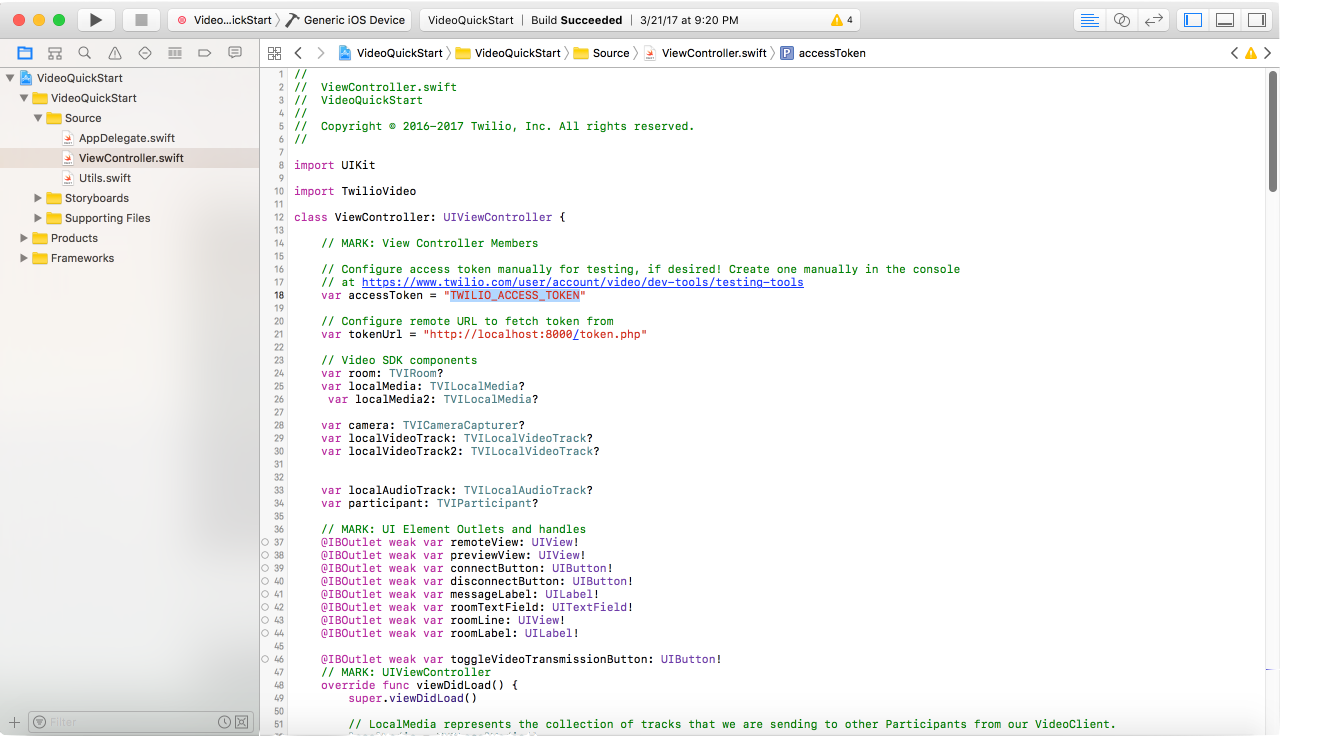 Video...ickStart Generic iOS Device VideoQuickStart | Build Succeeded | 3/21/17 at 9:20 PM 4
VideoQuickStart VideoQuickStart Source ViewController.swift P accessToken
VideoQuickStart
VideoQuickStart
Source
AppDelegate.swift
ViewController.swift
Utils.swift
Storyboards
Supporting Files
Products
Frameworks
Filter
1 //
2 // ViewController.swift
3 // VideoQuickStart
4 //
5 // Copyright © 2016-2017 Twilio, Inc. All rights reserved.
6 //
7
8 import UIKit
9
10 import TwilioVideo
11
12 class ViewController: UIViewController {
13
14 // MARK: View Controller Members
15
16 // Configure access token manually for testing, if desired! Create one manually in the console
17 // at https://www.twilio.com/user/account/video/dev-tools/testing-tools
18 var accessToken = "TWILIO_ACCESS_TOKEN"
19
20 // Configure remote URL to fetch token from
21 var tokenUrl = "http://localhost:8000/token.php"
22
23 // Video SDK components
24 var room: TVIRoom?
25 var localMedia: TVILocalMedia?
26 var localMedia2: TVILocalMedia?
27
28 var camera: TVICameraCapturer?
29 var localVideoTrack: TVILocalVideoTrack?
30 var localVideoTrack2: TVILocalVideoTrack?
31
32
33 var localAudioTrack: TVILocalAudioTrack?
34 var participant: TVIParticipant?
35
36 // MARK: UI Element Outlets and handles
37 @IBOutlet weak var remoteView: UIView!
38 @IBOutlet weak var previewView: UIView!
39 @IBOutlet weak var connectButton: UIButton!
40 @IBOutlet weak var disconnectButton: UIButton!
41 @IBOutlet weak var messageLabel: UILabel!
42 @IBOutlet weak var roomTextField: UITextField!
43 @IBOutlet weak var roomLine: UIView!
44 @IBOutlet weak var roomLabel: UILabel!
45
46 @IBOutlet weak var toggleVideoTransmissionButton: UIButton!
47 // MARK: UIViewController
48 override func viewDidLoad() {
49 super.viewDidLoad()
50
51 // LocalMedia represents the collection of tracks that we are sending to other Participants from our VideoClient.